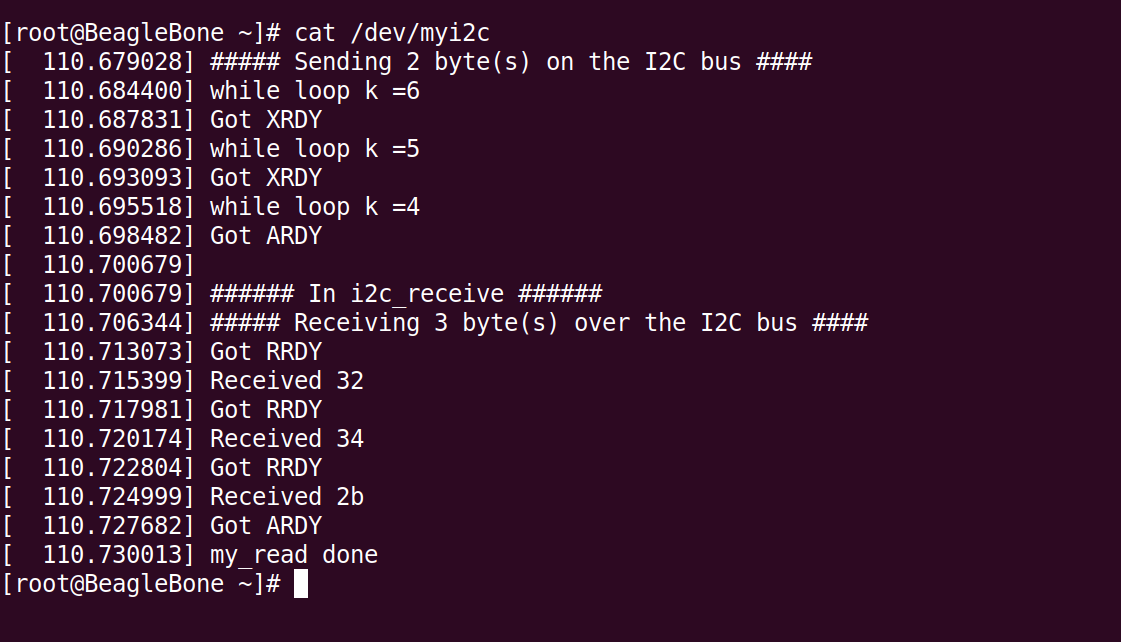 [root@BeagleBone ~]# cat /dev/myi2c
[  110.679028] ##### Sending 2 byte(s) on the I2C bus ####
[  110.684400] while loop k =6
[  110.687831] Got XRDY
[  110.690286] while loop k =5
[  110.693093] Got XRDY
[  110.695518] while loop k =4
[  110.698482] Got ARDY
[  110.700679]
[  110.700679] ###### In i2c_receive ######
[  110.706344] ##### Receiving 3 byte(s) over the I2C bus ####
[  110.713073] Got RRDY
[  110.715399] Received 32
[  110.717981] Got RRDY
[  110.720174] Received 34
[  110.722804] Got RRDY
[  110.724999] Received 2b
[  110.727682] Got ARDY
[  110.730013] my_read done
[root@BeagleBone ~]#